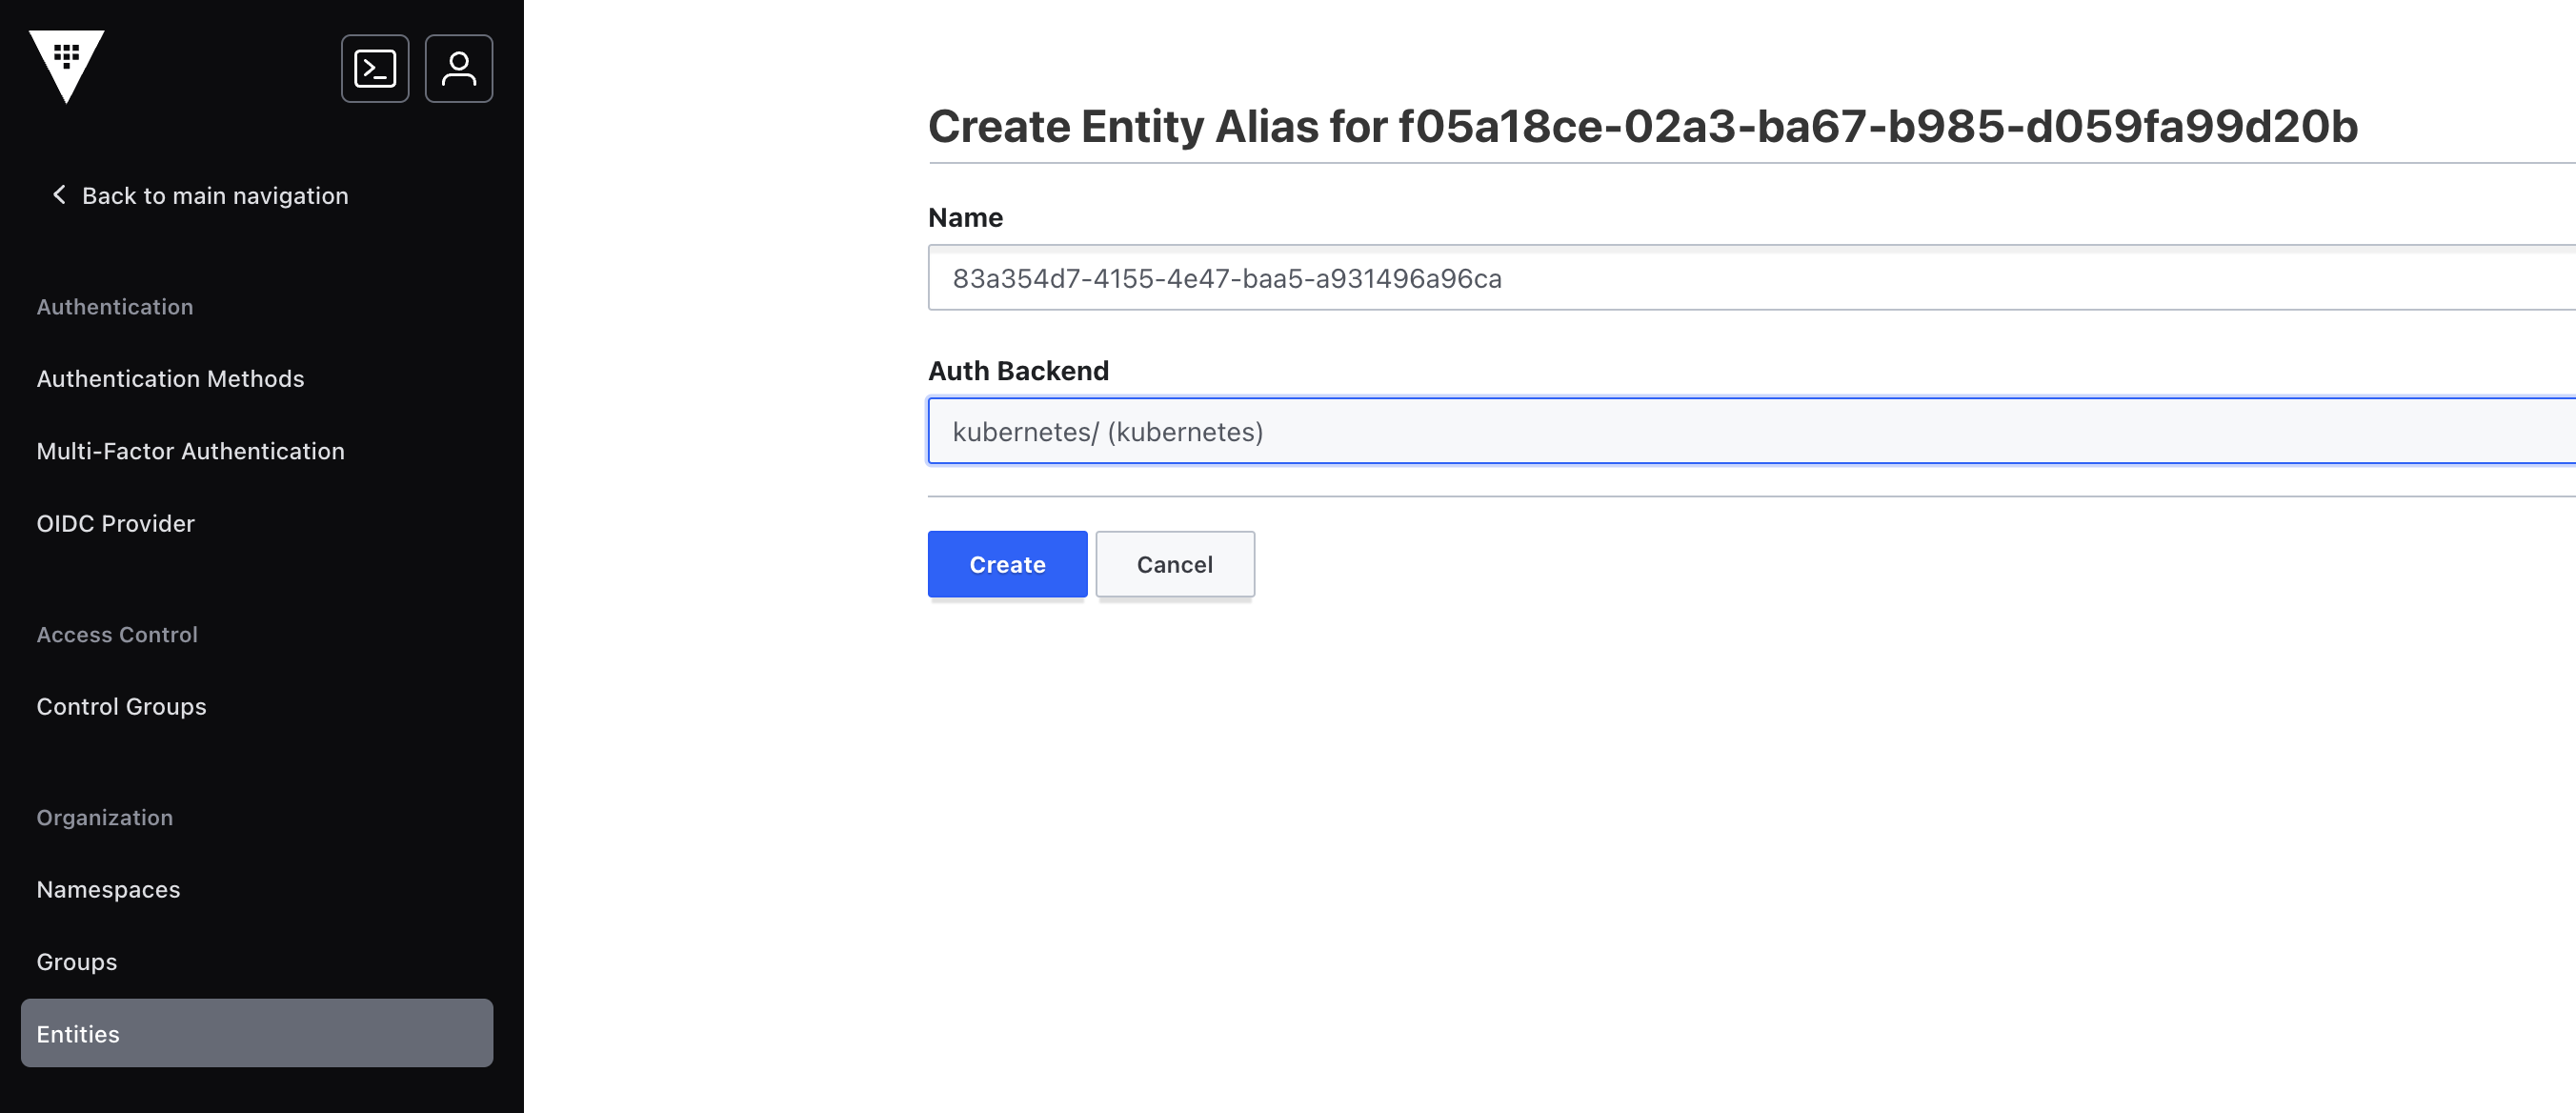 Back to main navigation
Authentication
Authentication Methods
Multi-Factor Authentication
OIDC Provider
Access Control
Control Groups
Organization
Namespaces
Groups
Entities
Create Entity Alias for f05a18ce-02a3-ba67-b985-d059fa99d20b
Name
83a354d7-4155-4e47-baa5-a931496a96ca
Auth Backend
kubernetes/ (kubernetes)
Create
Cancel